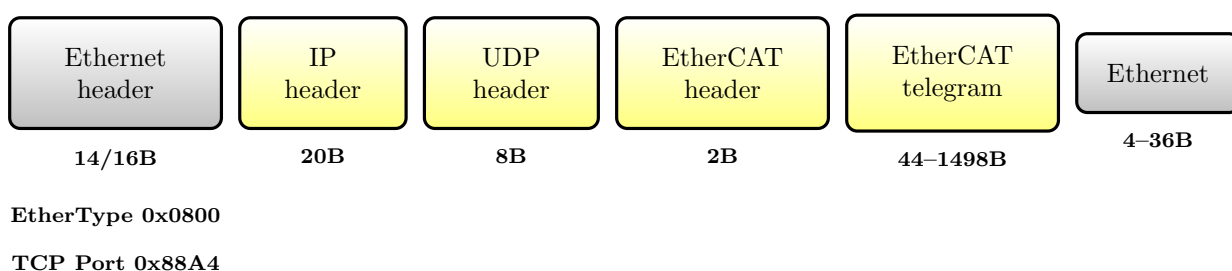 Ethernet
header
IP
header
UDP
header
EtherCAT
header
EtherCAT
telegram
Ethernet
14/16B
20B
8B
2B
44–1498B
4–36B
EtherType 0x0800
TCP Port 0x88A4